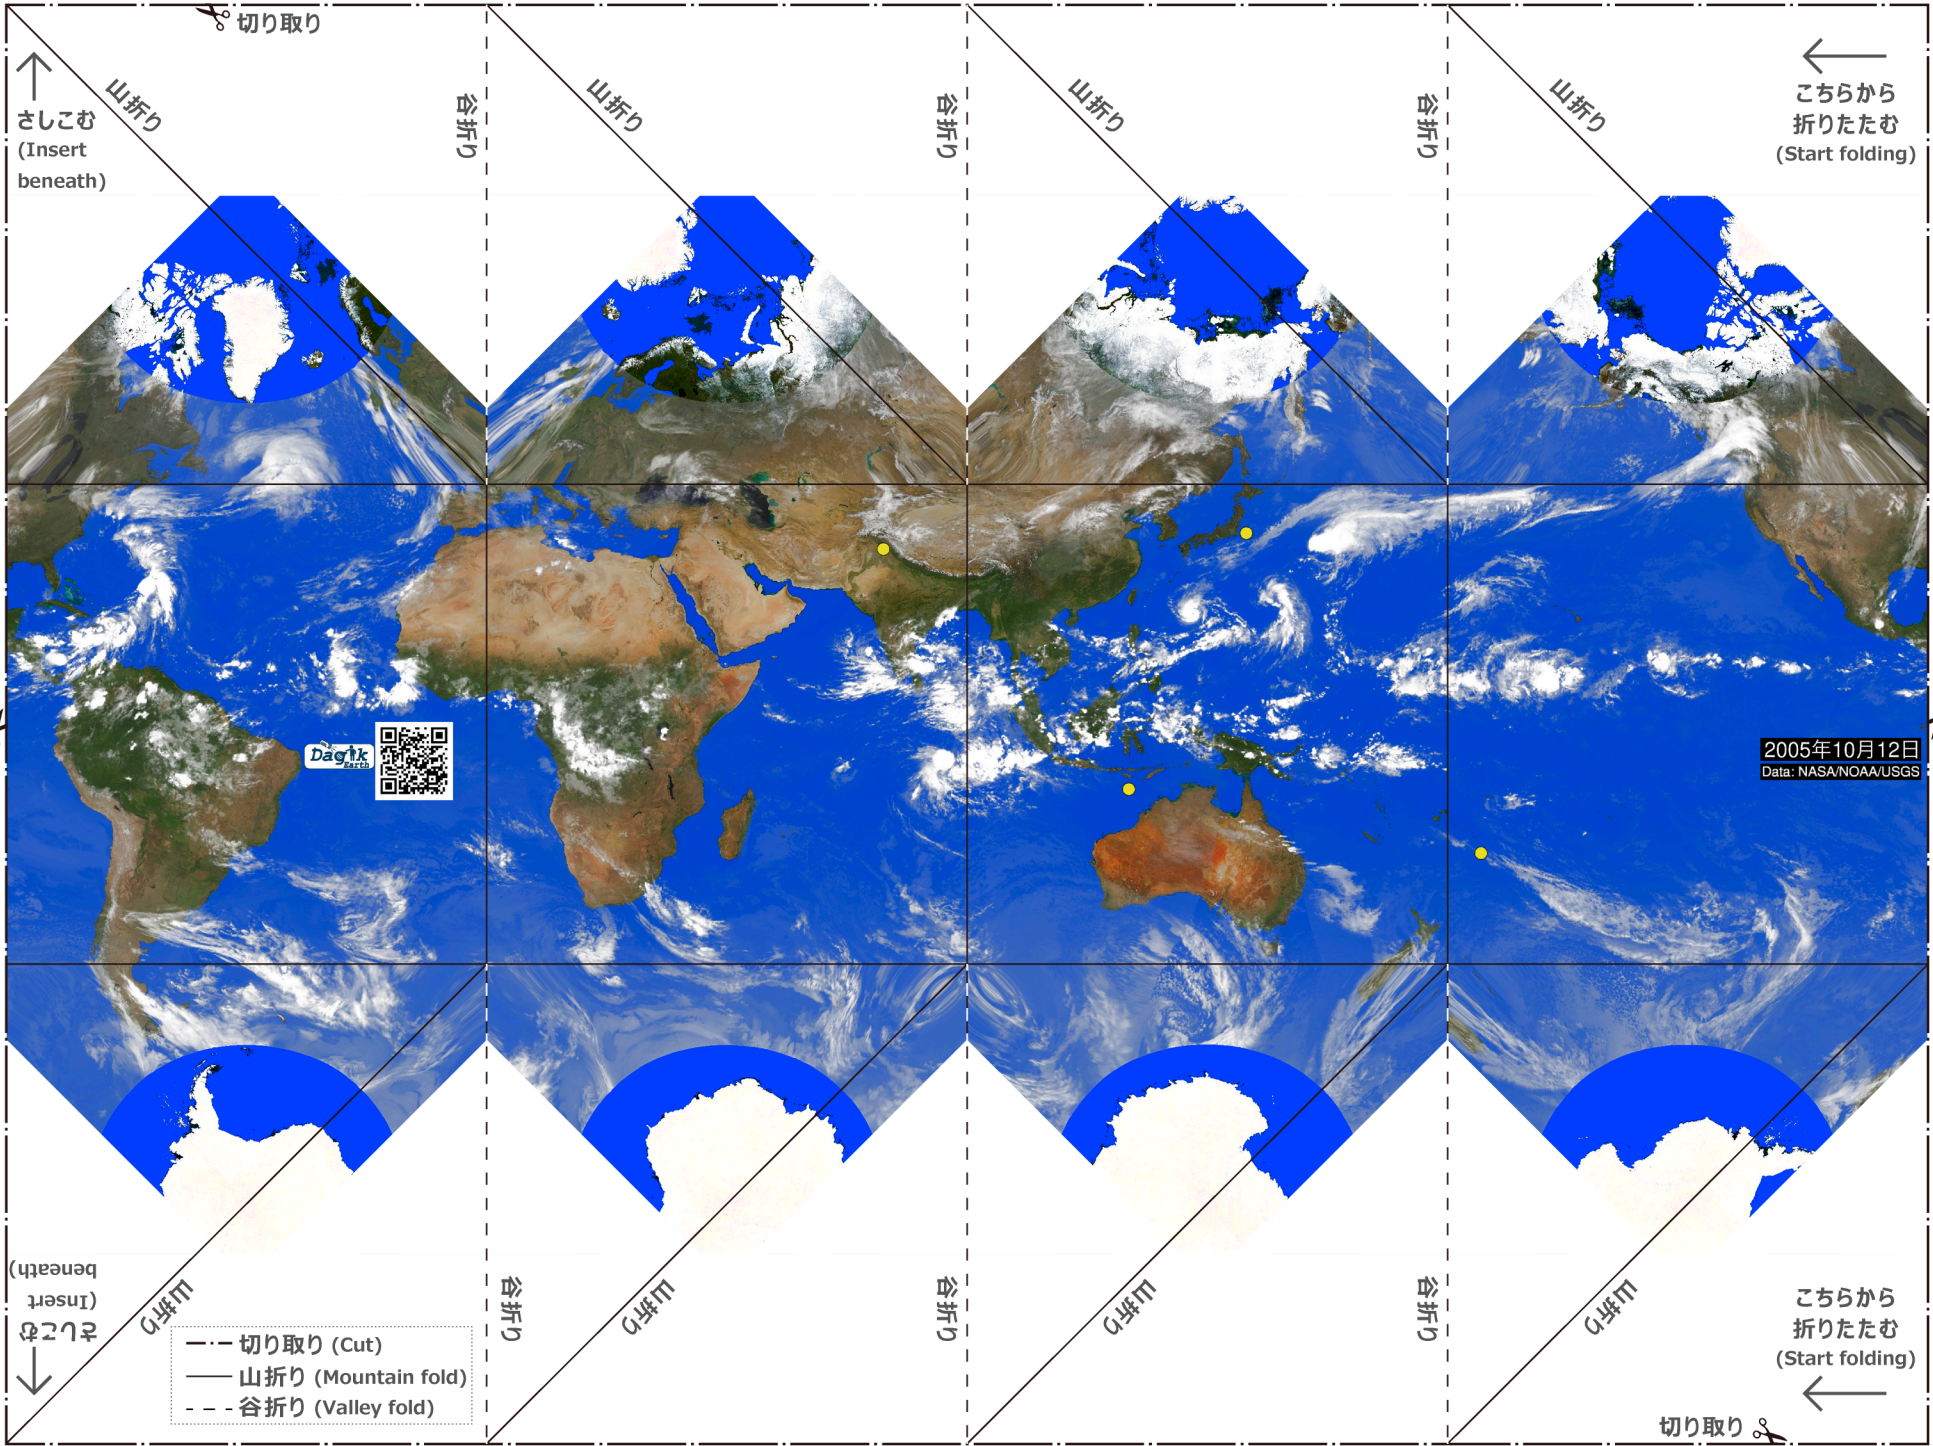 切り取り
山折り
谷折り
山折り
谷折り
山折り
谷折り
山折り
さしこむ
(Insert
beneath)
こちらから
折りたたむ
(Start folding)
Dagik
Earth
2005年10月12日
Data: NASA/NOAA/USGS
さしこむ
(Insert
beneath)
山折り
谷折り
山折り
谷折り
山折り
谷折り
山折り
こちらから
折りたたむ
(Start folding)
切り取り (Cut)
山折り (Mountain fold)
谷折り (Valley fold)
切り取り